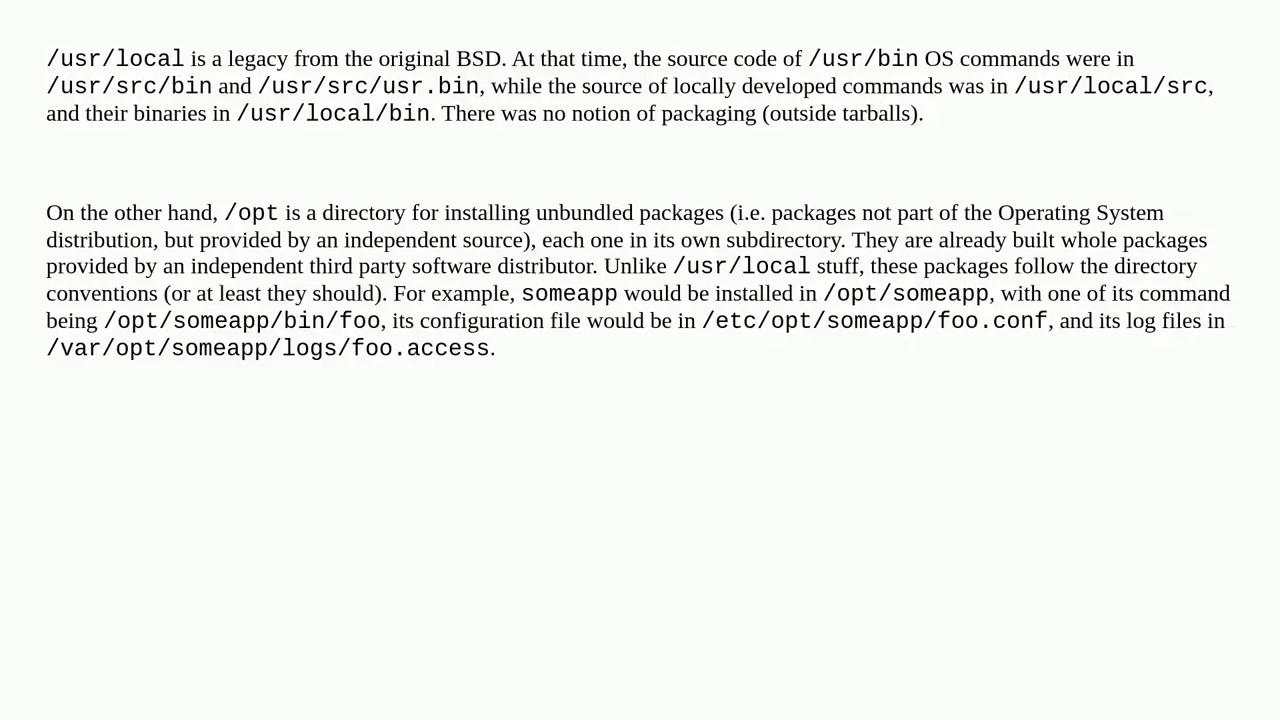 /usr/local is a legacy from the original BSD. At that time, the source code of /usr/bin OS commands were in
/usr/src/bin and /usr/src/usr.bin, while the source of locally developed commands was in /usr/local/src,
and their binaries in /usr/local/bin. There was no notion of packaging (outside tarballs).
On the other hand, /opt is a directory for installing unbundled packages (i.e. packages not part of the Operating System
distribution, but provided by an independent source), each one in its own subdirectory. They are already built whole packages
provided by an independent third party software distributor. Unlike /usr/local stuff, these packages follow the directory
conventions (or at least they should). For example, someapp would be installed in /opt/someapp, with one of its command
being /opt/someapp/bin/foo, its configuration file would be in /etc/opt/someapp/foo.conf, and its log files in
/var/opt/someapp/logs/foo.access.